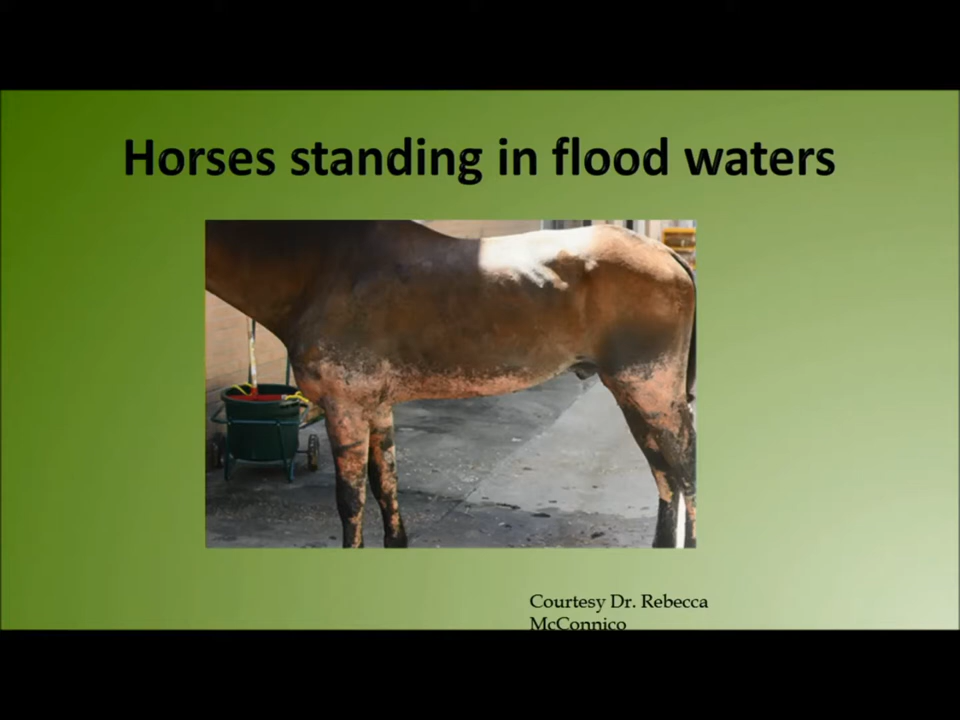 Horses standing in flood waters
Courtesy Dr. Rebecca
McConnico